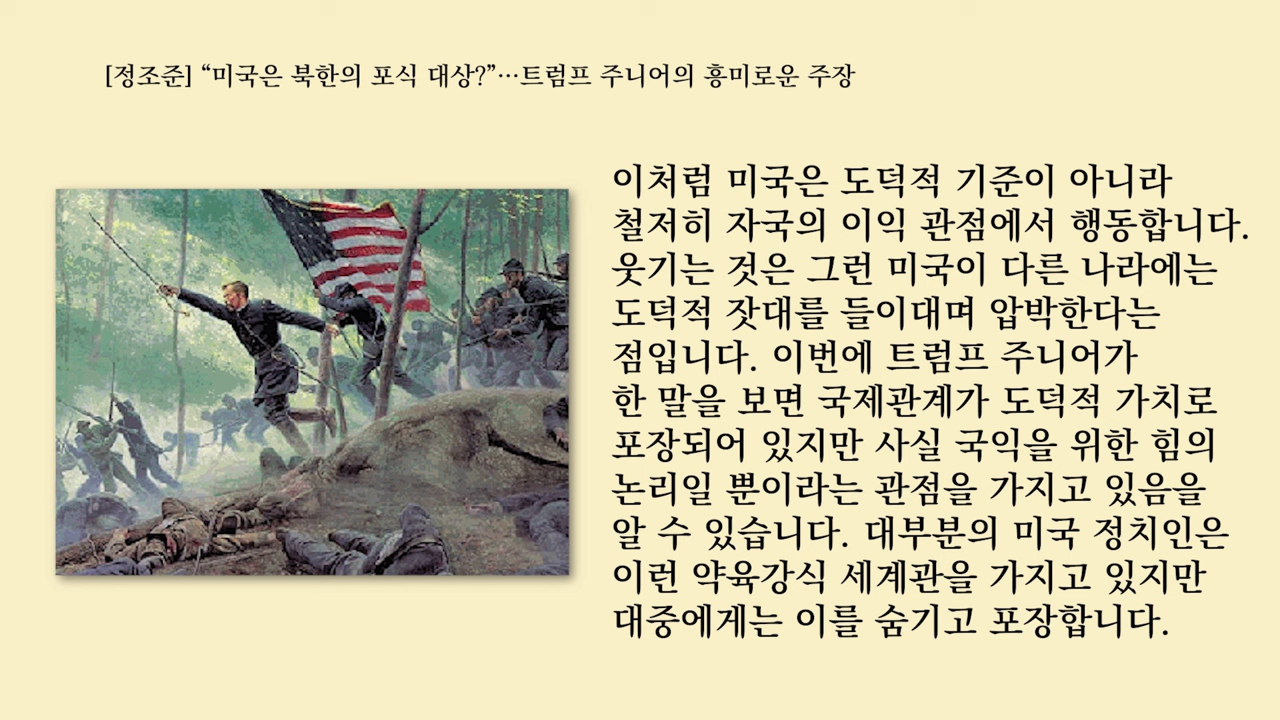 [정조준] “미국은 북한의 포식 대상?”…트럼프 주니어의 흥미로운 주장
이처럼 미국은 도덕적 기준이 아니라
철저히 자국의 이익 관점에서 행동합니다.
웃기는 것은 그런 미국이 다른 나라에는
도덕적 잣대를 들이대며 압박한다는
점입니다. 이번에 트럼프 주니어가
한 말을 보면 국제관계가 도덕적 가치로
포장되어 있지만 사실 국익을 위한 힘의
논리일 뿐이라는 관점을 가지고 있음을
알 수 있습니다. 대부분의 미국 정치인은
이런 약육강식 세계관을 가지고 있지만
대중에게는 이를 숨기고 포장합니다.